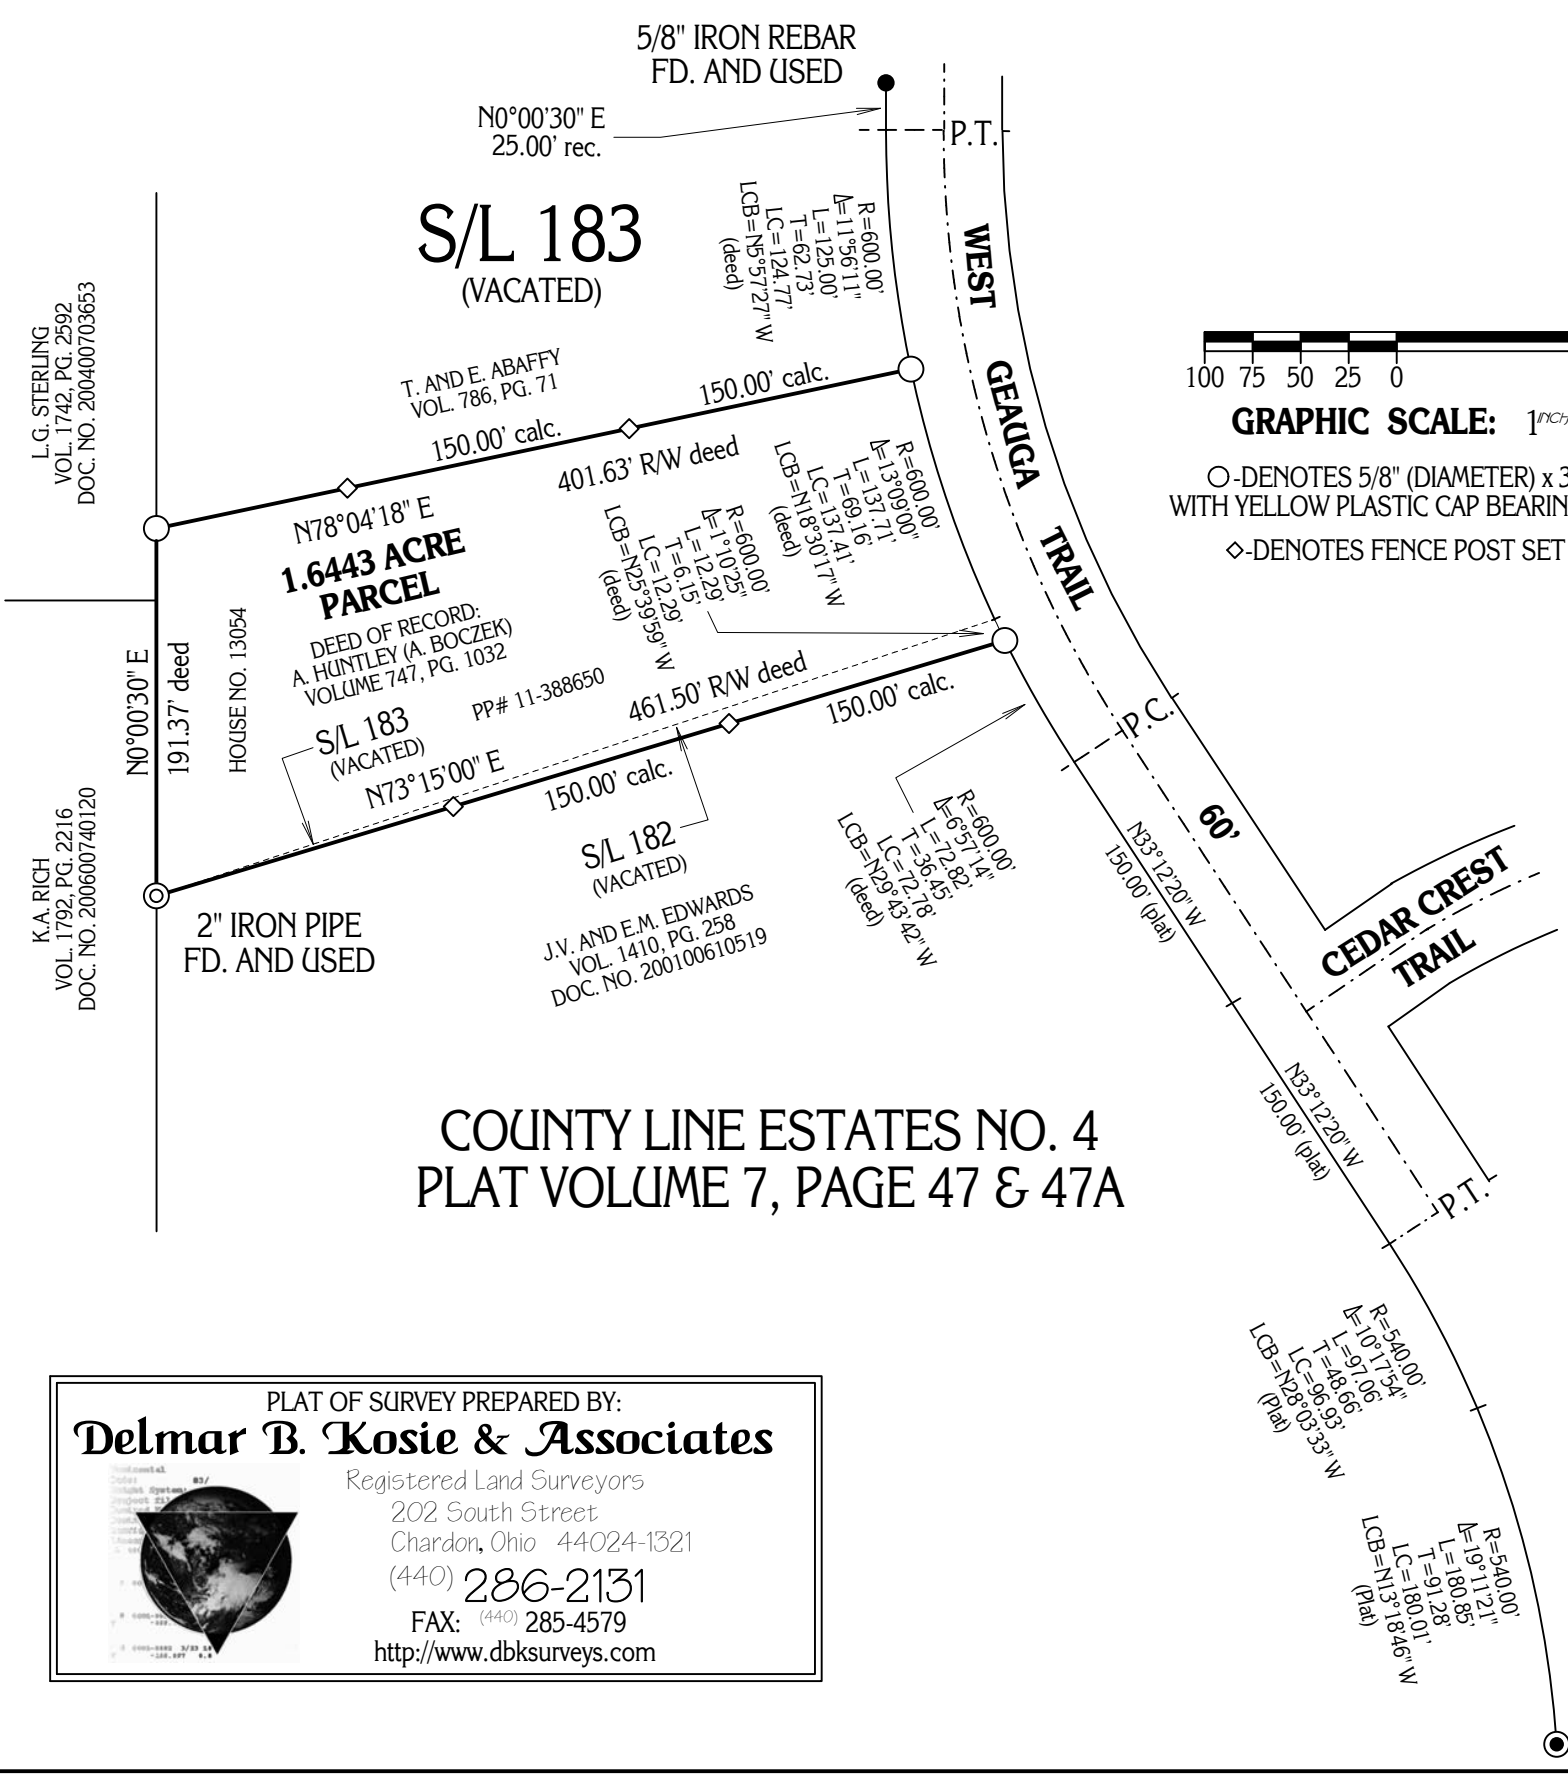 5/8" IRON REBAR
FD. AND USED
N0°00'30" E
25.00' rec.
P.T.
S/L 183
(VACATED)
R=600.00'
Δ=11°56'11"
L=125.00'
T=62.73'
LC=124.77'
LCB=N5°57'27" W
(deed)
WEST GEAUGA TRAIL
L.G. STERLING
VOL. 1742, PG. 2592
DOC. NO. 200400703653
T. AND E. ABAFFY
VOL. 786, PG. 71
150.00' calc.
150.00' calc.
401.63' R/W deed
N78°04'18" E
100 75 50 25 0
GRAPHIC SCALE: 1INCH
-DENOTES 5/8" (DIAMETER) x 3
WITH YELLOW PLASTIC CAP BEARIN
-DENOTES FENCE POST SET
R=600.00'
Δ=13°09'00"
L=137.71'
T=69.16'
LC=137.41'
LCB=N18°30'17" W
(deed)
R=600.00'
Δ=1°10'25"
L=12.29'
T=6.15'
LC=12.29'
LCB=N25°39'59" W
(deed)
1.6443 ACRE
PARCEL
DEED OF RECORD:
A. HUNTLEY (A. BOCZEK)
VOLUME 747, PG. 1032
PP# 11-388650
HOUSE NO. 13054
N0°00'30" E
191.37' deed
S/L 183
(VACATED)
461.50' R/W deed
150.00' calc.
N73°15'00" E
150.00' calc.
S/L 182
(VACATED)
J.V. AND E.M. EDWARDS
VOL. 1410, PG. 258
DOC. NO. 200100610519
K.A. RICH
VOL. 1792, PG. 2216
DOC. NO. 200600740120
2" IRON PIPE
FD. AND USED
P.C.
60'
R=600.00'
Δ=6°57'14"
L=72.82'
T=36.45'
LC=72.78'
LCB=N29°43'42" W
(deed)
N33°12'20" W
150.00' (plat)
CEDAR CREST
TRAIL
N33°12'20" W
150.00' (plat)
P.T.
COUNTY LINE ESTATES NO. 4
PLAT VOLUME 7, PAGE 47 & 47A
R=540.00'
Δ=10°17'54"
L=97.06'
T=48.66'
LC=96.93'
LCB=N28°03'33" W
(Plat)
R=540.00'
Δ=19°11'21"
L=180.85'
T=91.28'
LC=180.01'
LCB=N13°18'46" W
(Plat)
PLAT OF SURVEY PREPARED BY:
Delmar B. Kosie & Associates
Registered Land Surveyors
202 South Street
Chardon, Ohio 44024-1321
(440) 286-2131
FAX: (440) 285-4579
http://www.dbksurveys.com